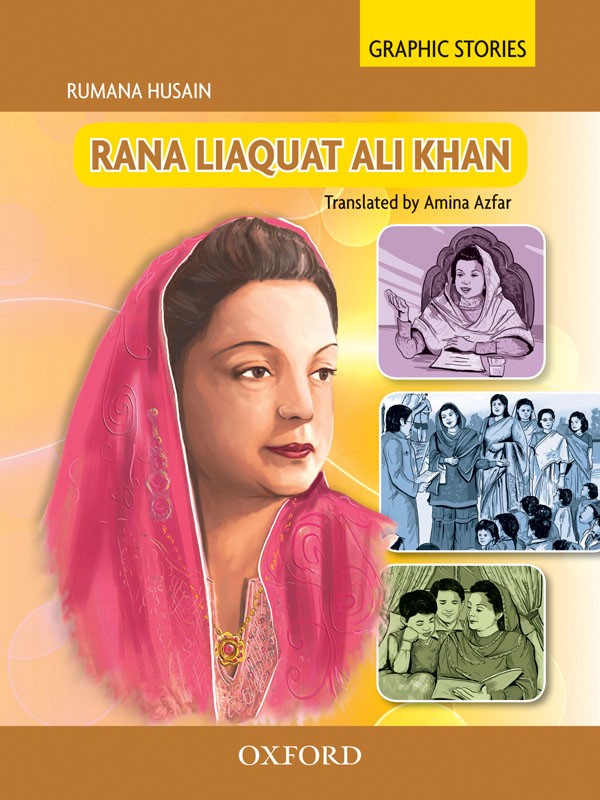 GRAPHIC STORIES
RUMANA HUSAIN
RANA LIAQUAT ALI KHAN
Translated by Amina Azfar
OXFORD